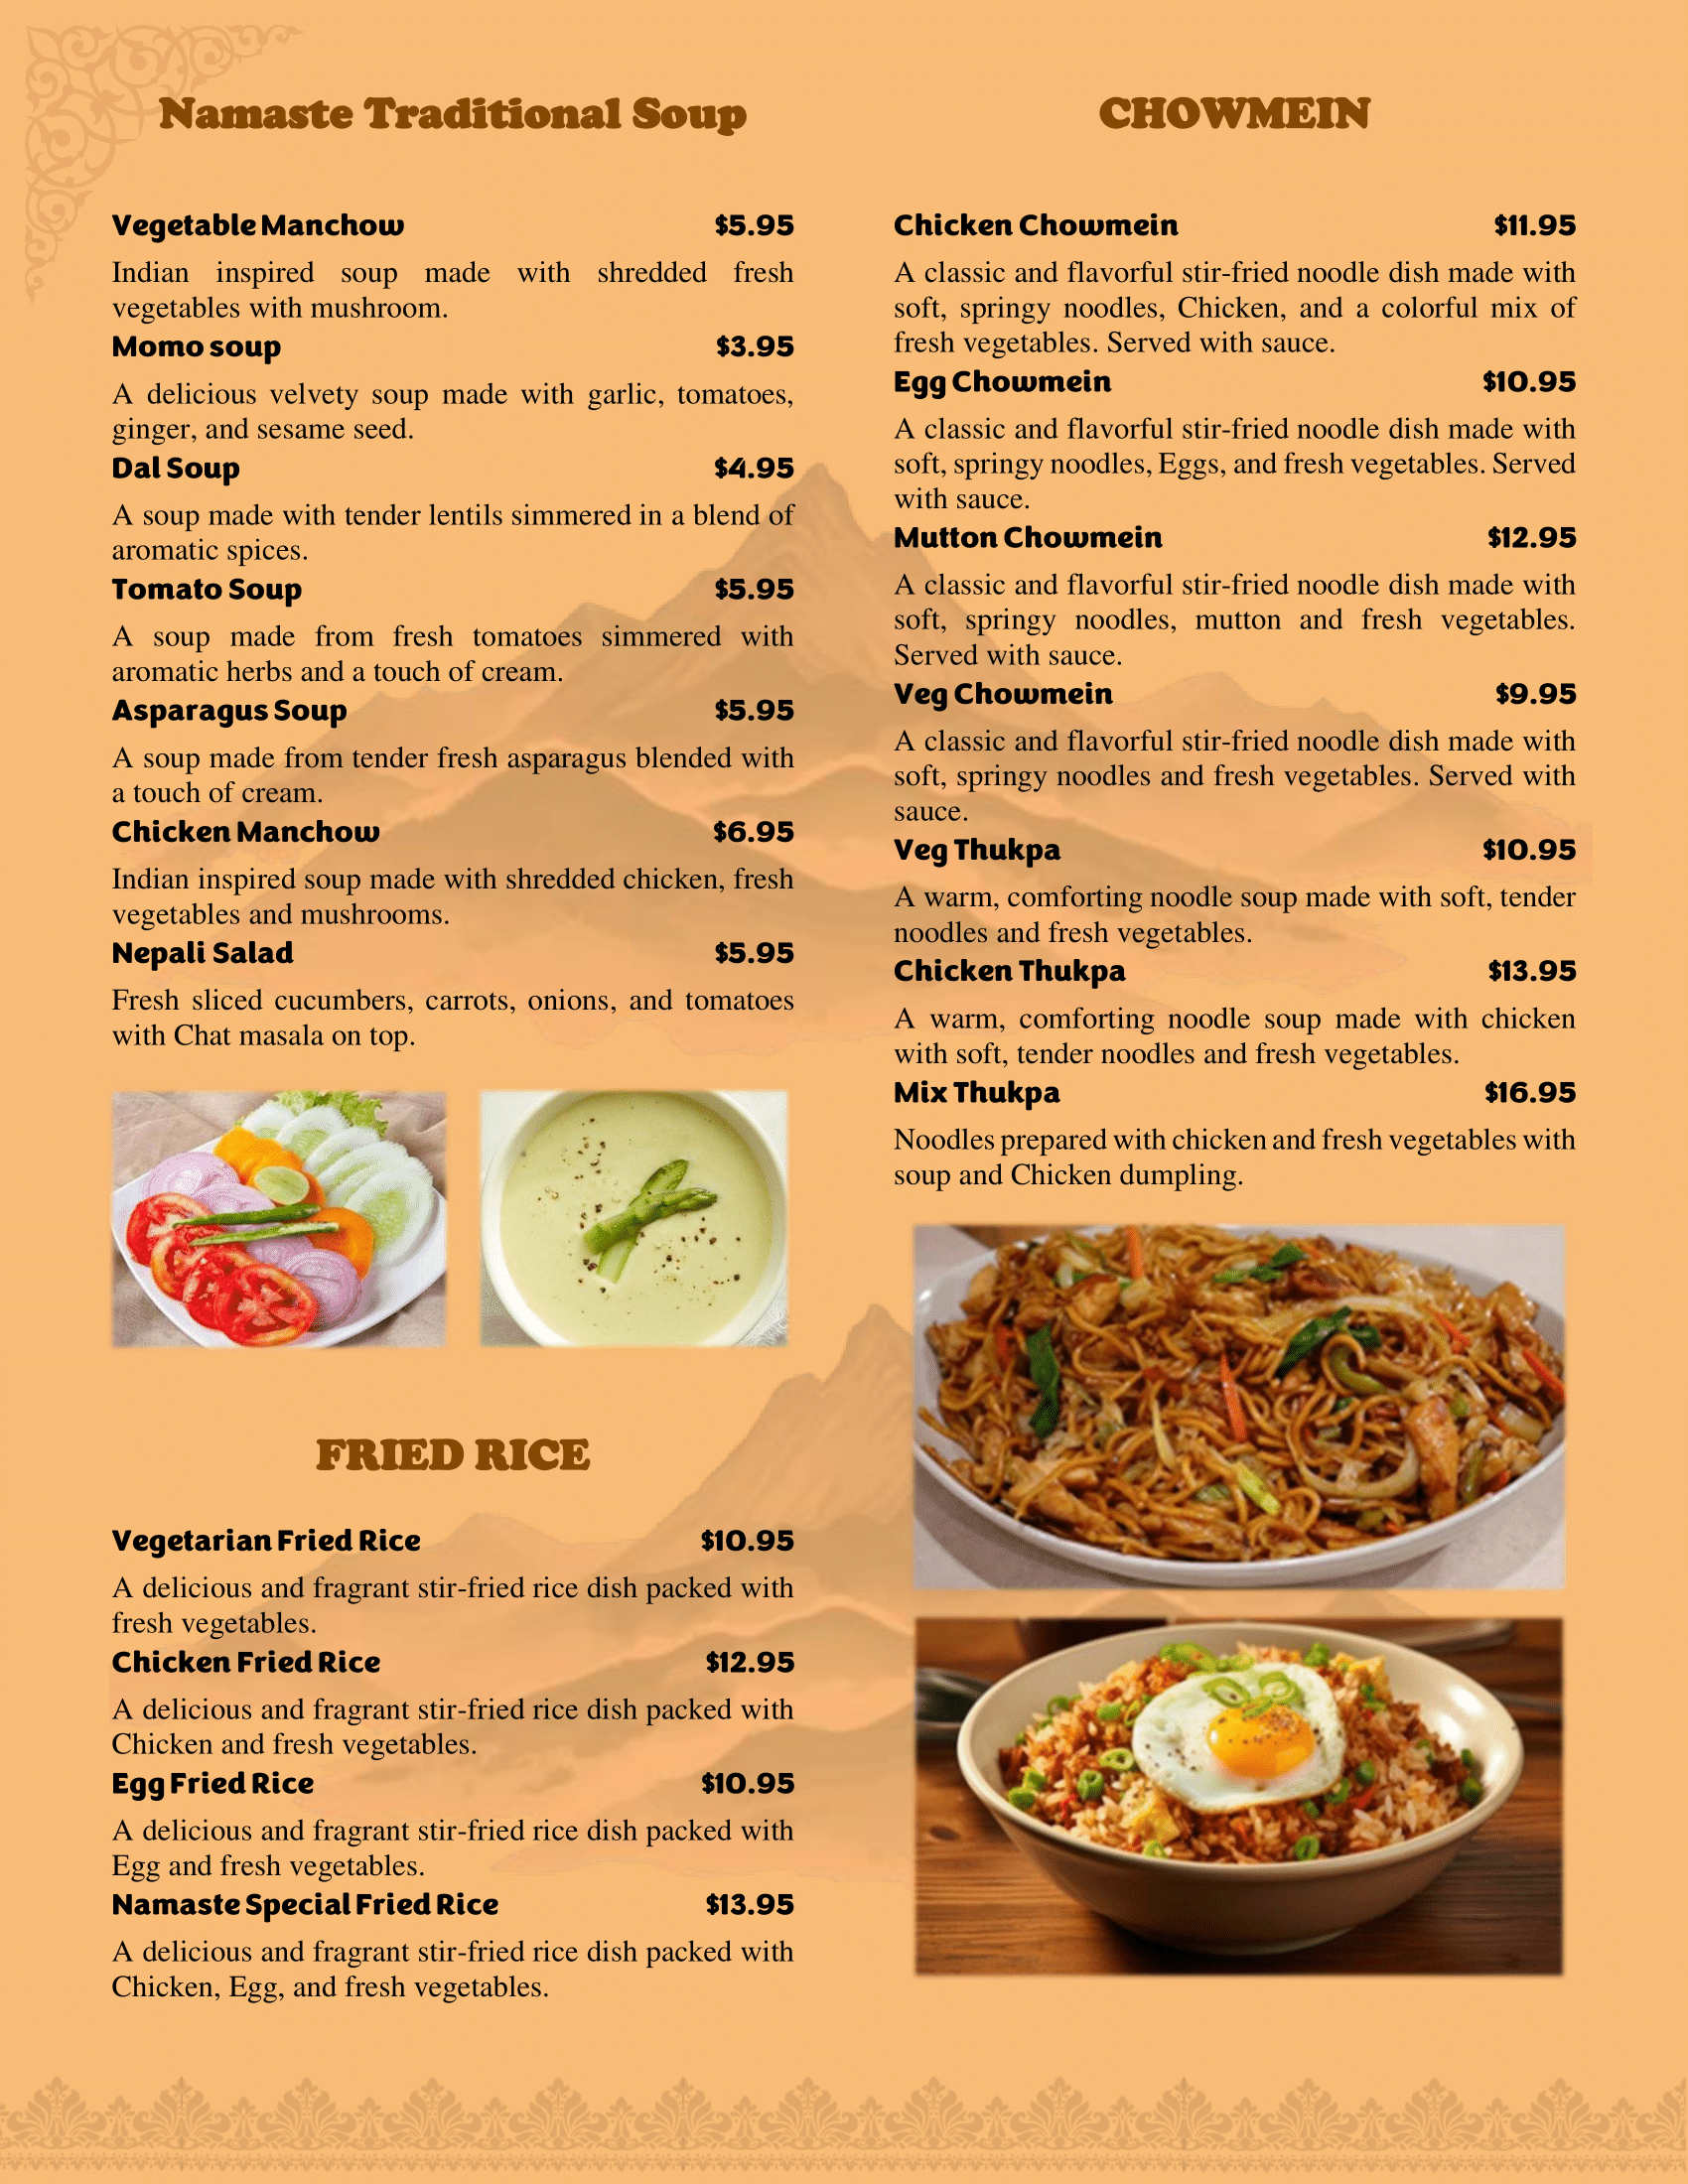 Namaste Traditional Soup
Vegetable Manchow $5.95
Indian inspired soup made with shredded fresh
vegetables with mushroom.
Momo soup $3.95
A delicious velvety soup made with garlic, tomatoes,
ginger, and sesame seed.
Dal Soup $4.95
A soup made with tender lentils simmered in a blend of
aromatic spices.
Tomato Soup $5.95
A soup made from fresh tomatoes simmered with
aromatic herbs and a touch of cream.
Asparagus Soup $5.95
A soup made from tender fresh asparagus blended with
a touch of cream.
Chicken Manchow $6.95
Indian inspired soup made with shredded chicken, fresh
vegetables and mushrooms.
Nepali Salad $5.95
Fresh sliced cucumbers, carrots, onions, and tomatoes
with Chat masala on top.
FRIED RICE
Vegetarian Fried Rice $10.95
A delicious and fragrant stir-fried rice dish packed with
fresh vegetables.
Chicken Fried Rice $12.95
A delicious and fragrant stir-fried rice dish packed with
Chicken and fresh vegetables.
Egg Fried Rice $10.95
A delicious and fragrant stir-fried rice dish packed with
Egg and fresh vegetables.
Namaste Special Fried Rice $13.95
A delicious and fragrant stir-fried rice dish packed with
Chicken, Egg, and fresh vegetables.
CHOWMEIN
Chicken Chowmein $11.95
A classic and flavorful stir-fried noodle dish made with
soft, springy noodles, Chicken, and a colorful mix of
fresh vegetables. Served with sauce.
Egg Chowmein $10.95
A classic and flavorful stir-fried noodle dish made with
soft, springy noodles, Eggs, and fresh vegetables. Served
with sauce.
Mutton Chowmein $12.95
A classic and flavorful stir-fried noodle dish made with
soft, springy noodles, mutton and fresh vegetables.
Served with sauce.
Veg Chowmein $9.95
A classic and flavorful stir-fried noodle dish made with
soft, springy noodles and fresh vegetables. Served with
sauce.
Veg Thukpa $10.95
A warm, comforting noodle soup made with soft, tender
noodles and fresh vegetables.
Chicken Thukpa $13.95
A warm, comforting noodle soup made with chicken
with soft, tender noodles and fresh vegetables.
Mix Thukpa $16.95
Noodles prepared with chicken and fresh vegetables with
soup and Chicken dumpling.